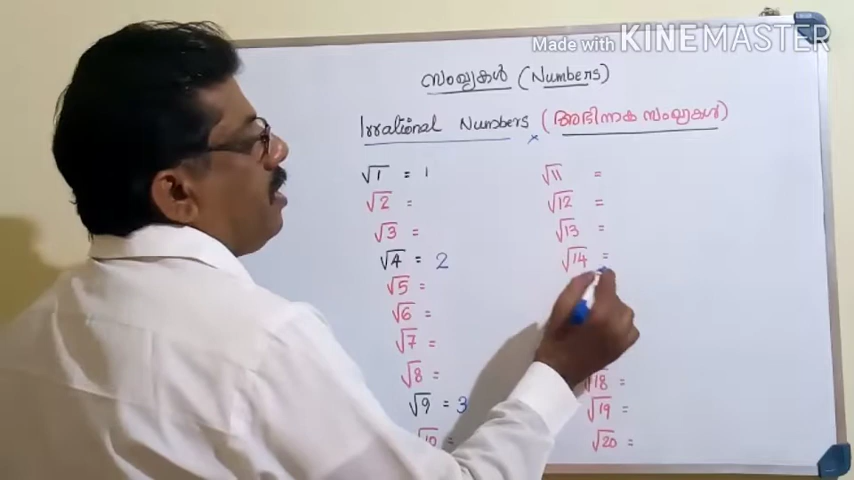 Made with KINEMASTER
സംഖ്യകൾ (Numbers)
Irrational Numbers (അഭിന്നക സംഖ്യകൾ)
√1 = 1
√2 =
√3 =
√4 = 2
√5 =
√6 =
√7 =
√8 =
√9 = 3
√10 =
√11 =
√12 =
√13 =
√14 =
√18 =
√19 =
√20 =